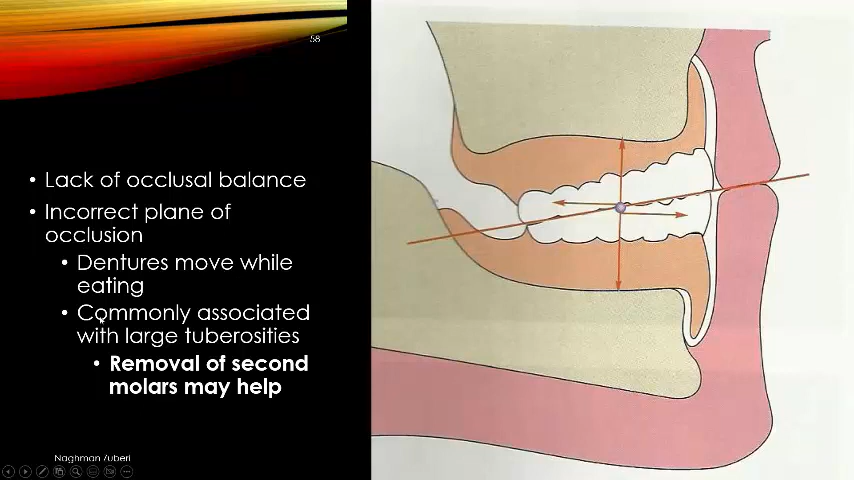 58
• Lack of occlusal balance
• Incorrect plane of
occlusion
• Dentures move while
eating
• Commonly associated
with large tuberosities
• Removal of second
molars may help
Naghman Zuberi